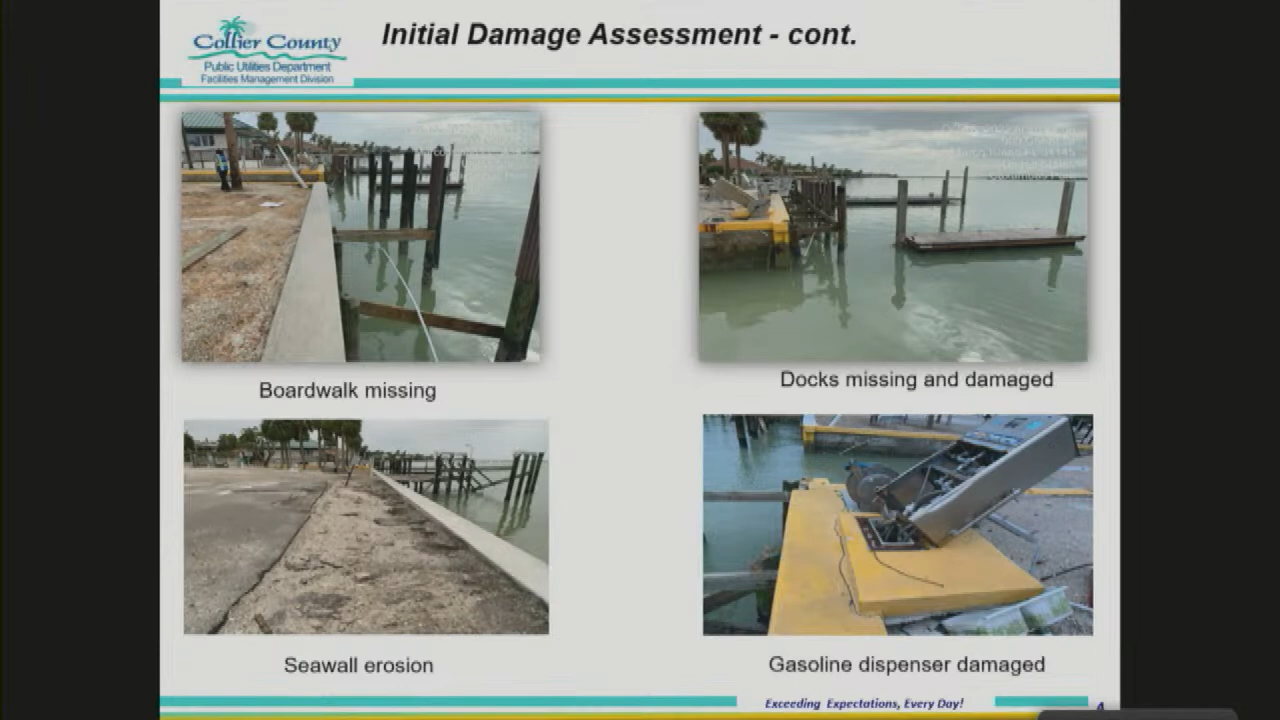 Collier County
Public Utilities Department
Facilities Management Division
Initial Damage Assessment - cont.
Boardwalk missing
Docks missing and damaged
Seawall erosion
Gasoline dispenser damaged
Exceeding Expectations, Every Day!
4